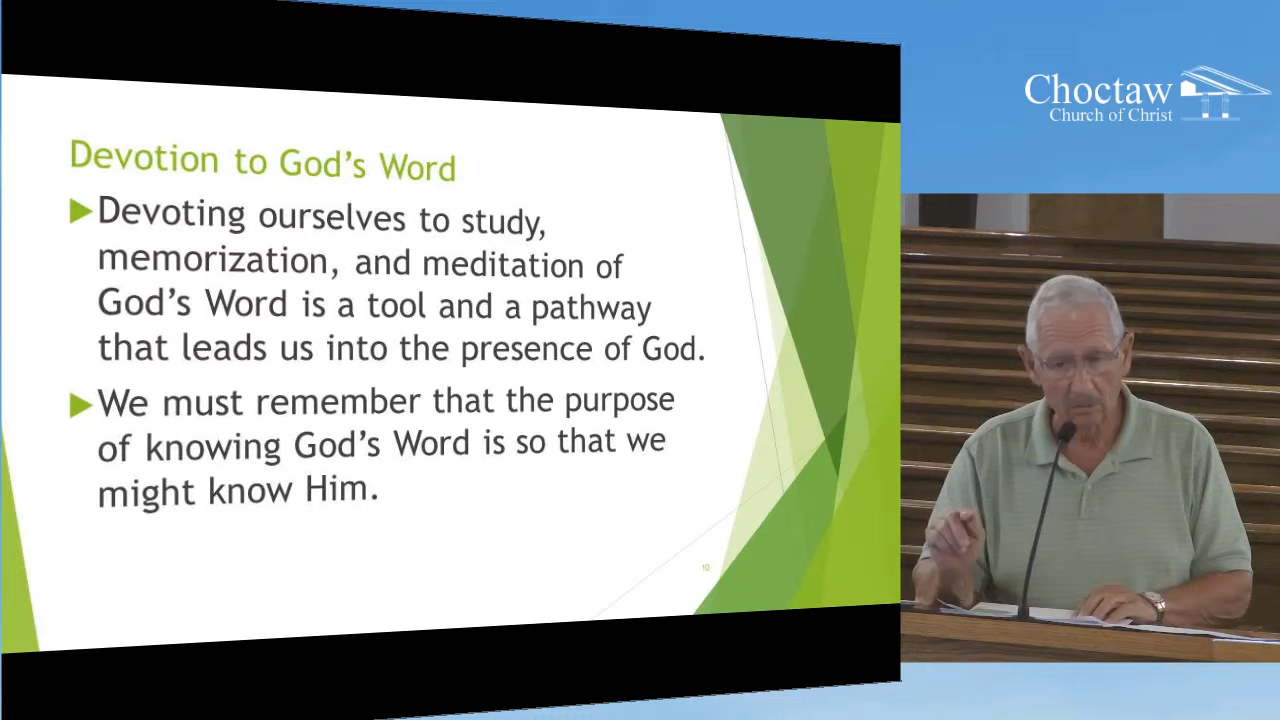 Choctaw
Church of Christ
Devotion to God's Word
Devoting ourselves to study,
memorization, and meditation of
God's Word is a tool and a pathway
that leads us into the presence of God.
We must remember that the purpose
of knowing God's Word is so that we
might know Him.
10